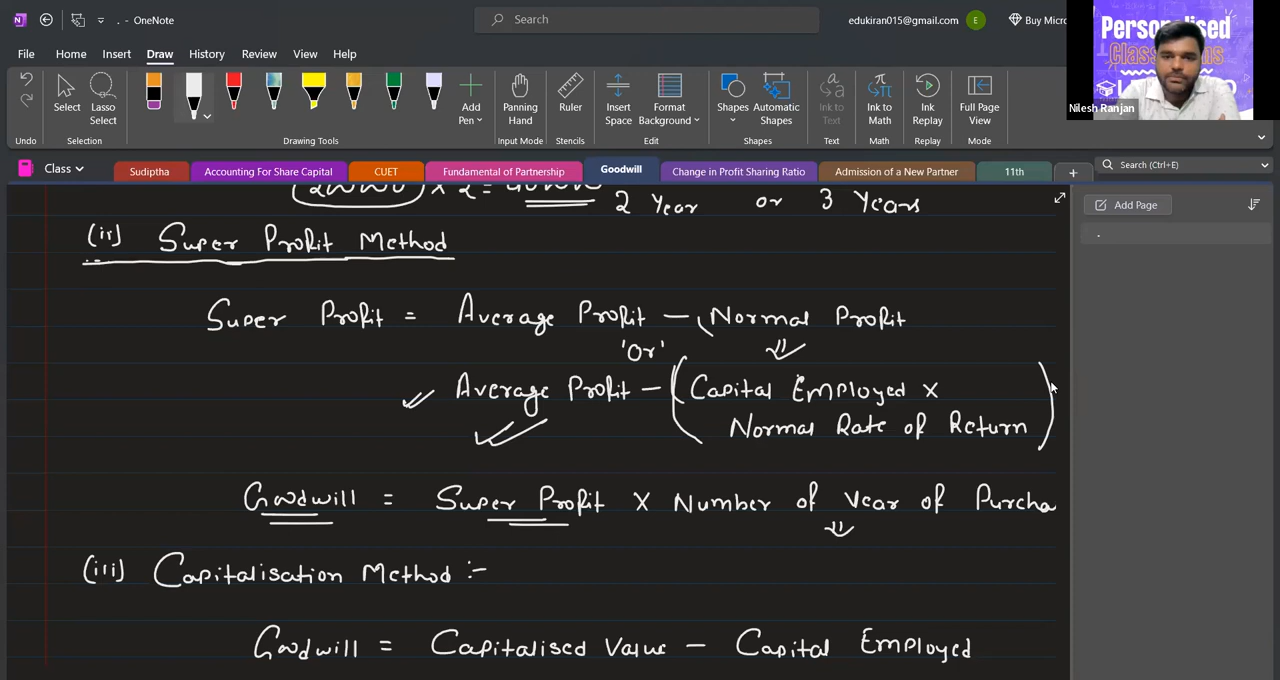 . - OneNote
Search
edukiran015@gmail.com E
Buy Micro
File Home Insert Draw History Review View Help
Undo
Select
Lasso Select
Selection
Drawing Tools
Add Pen
Panning Hand
Input Mode
Ruler
Stencils
Insert Space
Format Background
Edit
Shapes
Automatic Shapes
Shapes
Ink to Text
Ink to Math
Math
Ink Replay
Replay
Full Page View
Mode
Personalised
Nilesh Ranjan
Class
Sudiptha
Accounting For Share Capital
CUET
Fundamental of Partnership
Goodwill
Change in Profit Sharing Ratio
Admission of a New Partner
11th
+
Search (Ctrl+E)
Add Page
.
x 2 =
2 Year or 3 Years
(ii) Super Profit Method
Super Profit = Average Profit - (Normal Profit
'Or'
Average Profit - (Capital Employed x
Normal Rate of Return)
Goodwill = Super Profit x Number of Year of Purcha
(iii) Capitalisation Method :-
Goodwill = Capitalised Value - Capital Employed